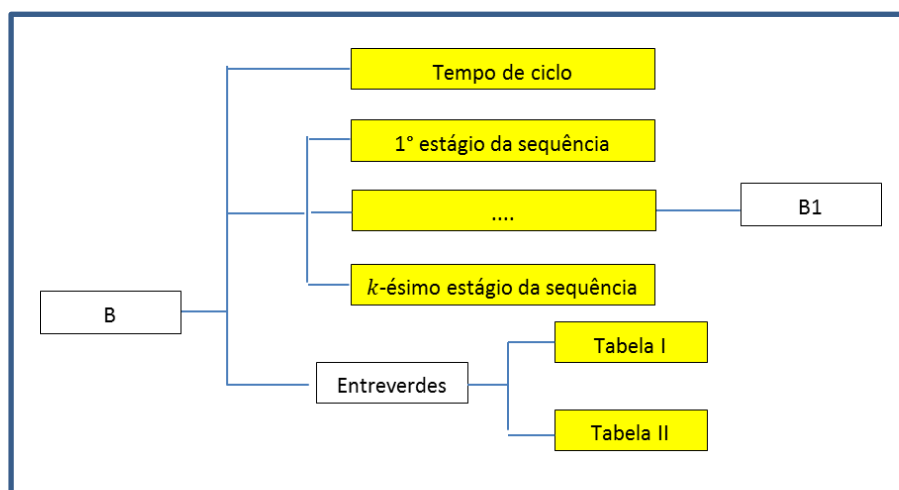 Tempo de ciclo
1° estágio da sequência
....
B1
k-ésimo estágio da sequência
B
Tabela I
Entreverdes
Tabela II